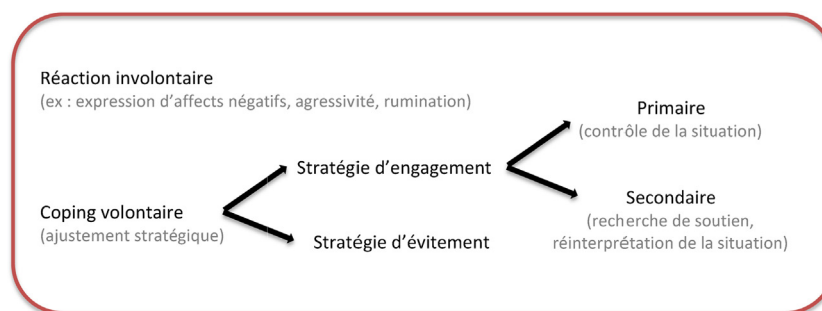 Réaction involontaire
(ex : expression d'affects négatifs, agressivité, rumination)
Primaire
(contrôle de la situation)
Stratégie d'engagement
Coping volontaire
(ajustement stratégique)
Stratégie d'évitement
Secondaire
(recherche de soutien,
réinterprétation de la situation)